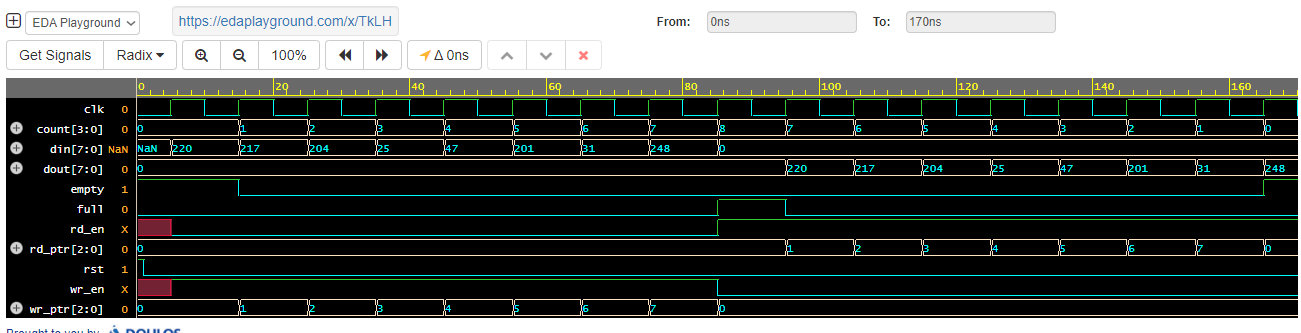 EDA Playground https://edaplayground.com/x/TkLH From: 0ns To: 170ns
Get Signals Radix 100% Δ 0ns
0 20 40 60 80 100 120 140 160
clk 0
count[3:0] 0 0 1 2 3 4 5 6 7 8 7 6 5 4 3 2 1 0
din[7:0] NaN NaN 220 217 204 25 47 201 31 248 0
dout[7:0] 0 0 220 217 204 25 47 201 31 248
empty 1
full 0
rd_en X
rd_ptr[2:0] 0 0 1 2 3 4 5 6 7 0
rst 1
wr_en X
wr_ptr[2:0] 0 0 1 2 3 4 5 6 7 0
Brought to you by DOULOS